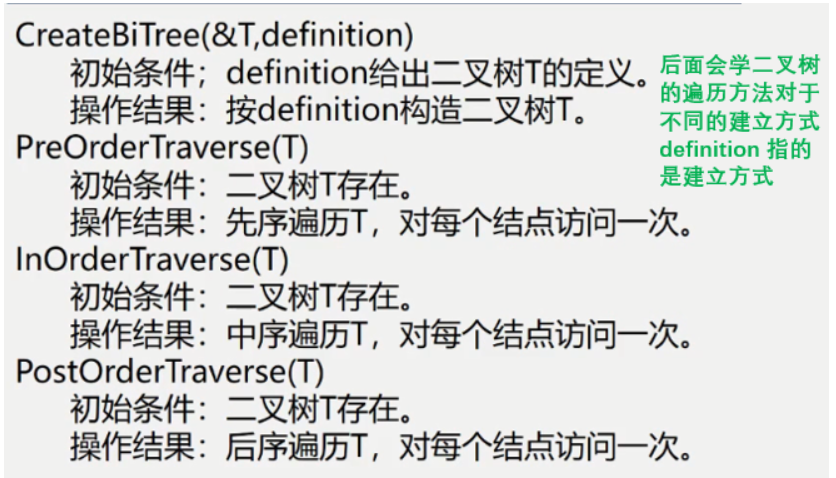 CreateBiTree(&T,definition)
初始条件；definition给出二叉树T的定义。
操作结果：按definition构造二叉树T。
PreOrderTraverse(T)
初始条件：二叉树T存在。
操作结果：先序遍历T，对每个结点访问一次。
InOrderTraverse(T)
初始条件：二叉树T存在。
操作结果：中序遍历T，对每个结点访问一次。
PostOrderTraverse(T)
初始条件：二叉树T存在。
操作结果：后序遍历T，对每个结点访问一次。
后面会学二叉树
的遍历方法对于
不同的建立方式
definition 指的
是建立方式